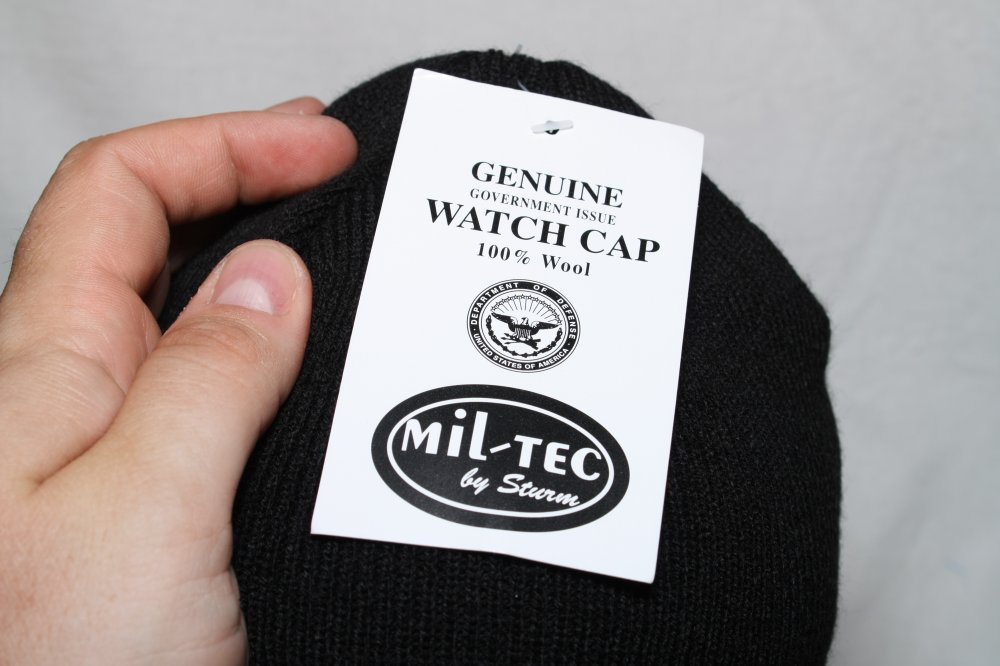 GENUINE
GOVERNMENT ISSUE
WATCH CAP
100% Wool
DEPARTMENT OF DEFENSE
UNITED STATES OF AMERICA
MiL-TEC
by Sturm